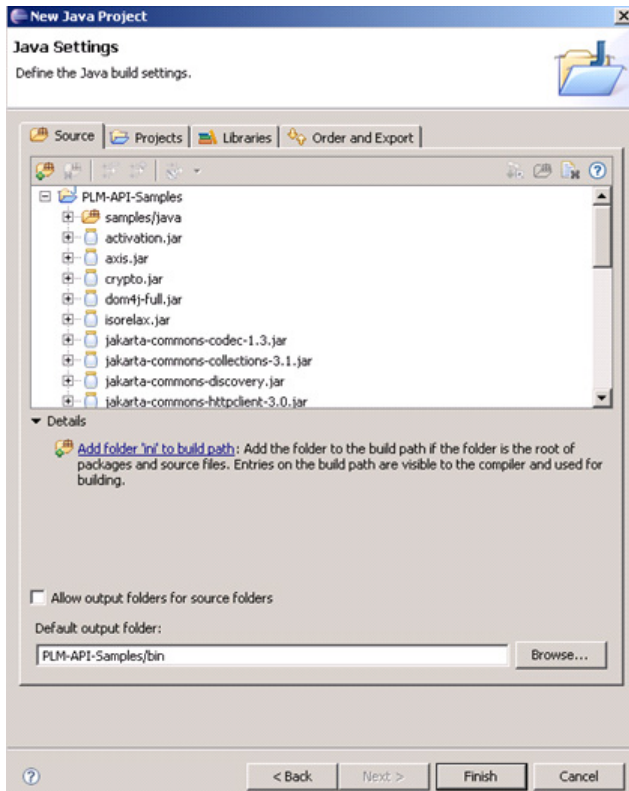 New Java Project
Java Settings
Define the Java build settings.
Source Projects Libraries Order and Export
PLM-API-Samples
samples/java
activation.jar
axis.jar
crypto.jar
dom4j-full.jar
isorelax.jar
jakarta-commons-codec-1.3.jar
jakarta-commons-collections-3.1.jar
jakarta-commons-discovery.jar
jakarta-commons-httpclient-3.0.jar
Details
Add folder 'ini' to build path: Add the folder to the build path if the folder is the root of
packages and source files. Entries on the build path are visible to the compiler and used for
building.
Allow output folders for source folders
Default output folder:
PLM-API-Samples/bin Browse...
< Back Next > Finish Cancel